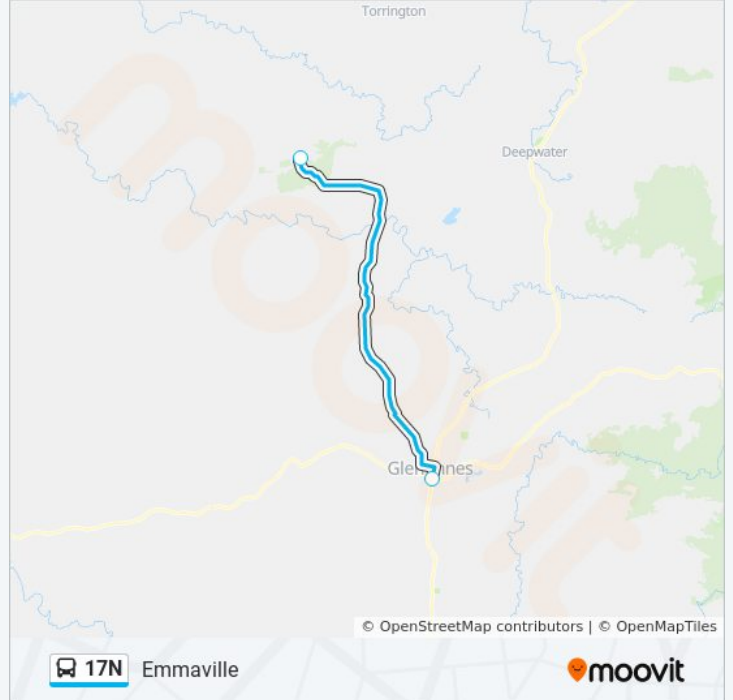 Torrington
Deepwater
Glen Innes
© OpenStreetMap contributors | © OpenMapTiles
17N Emmaville
moovit